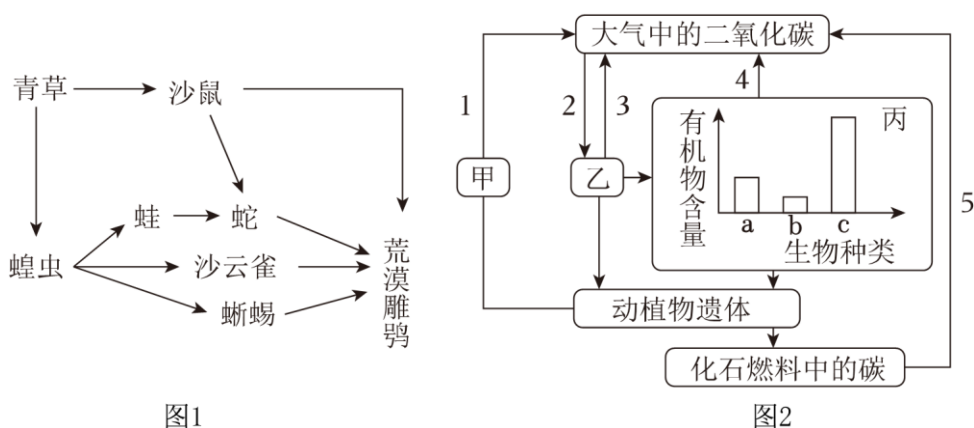 青草
沙鼠
蛙
蛇
蝗虫
沙云雀
蜥蜴
荒漠雕鸮
图1
大气中的二氧化碳
1
2
3
4
5
甲
乙
丙
有机物含量
a
b
c
生物种类
动植物遗体
化石燃料中的碳
图2